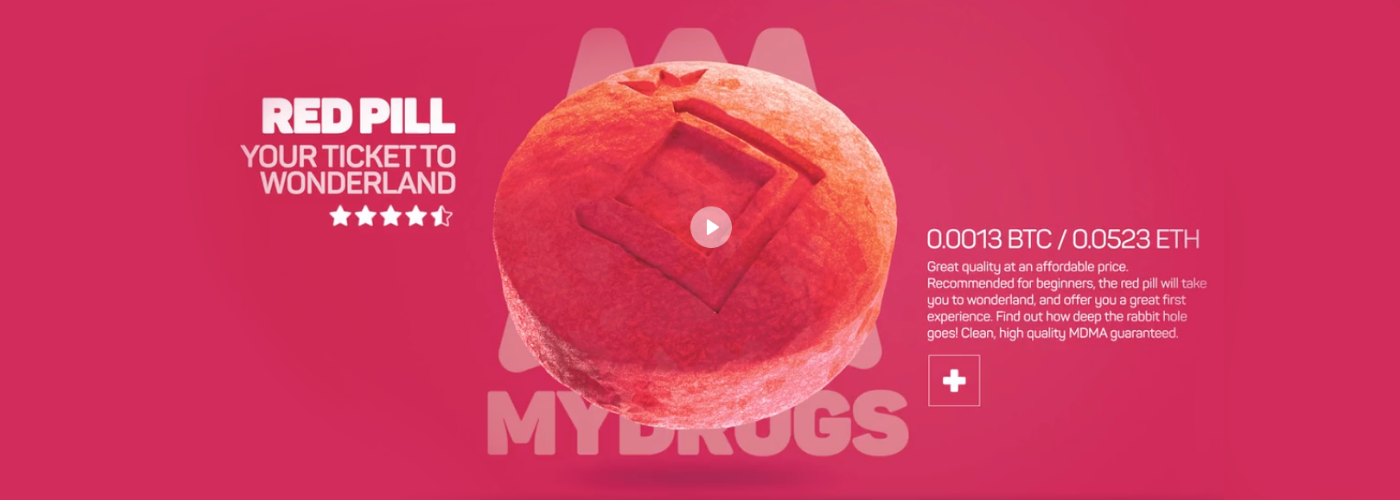 RED PILL
YOUR TICKET TO
WONDERLAND
0.0013 BTC / 0.0523 ETH
Great quality at an affordable price.
Recommended for beginners, the red pill will take
you to wonderland, and offer you a great first
experience. Find out how deep the rabbit hole
goes! Clean, high quality MDMA guaranteed.
MYDRUGS